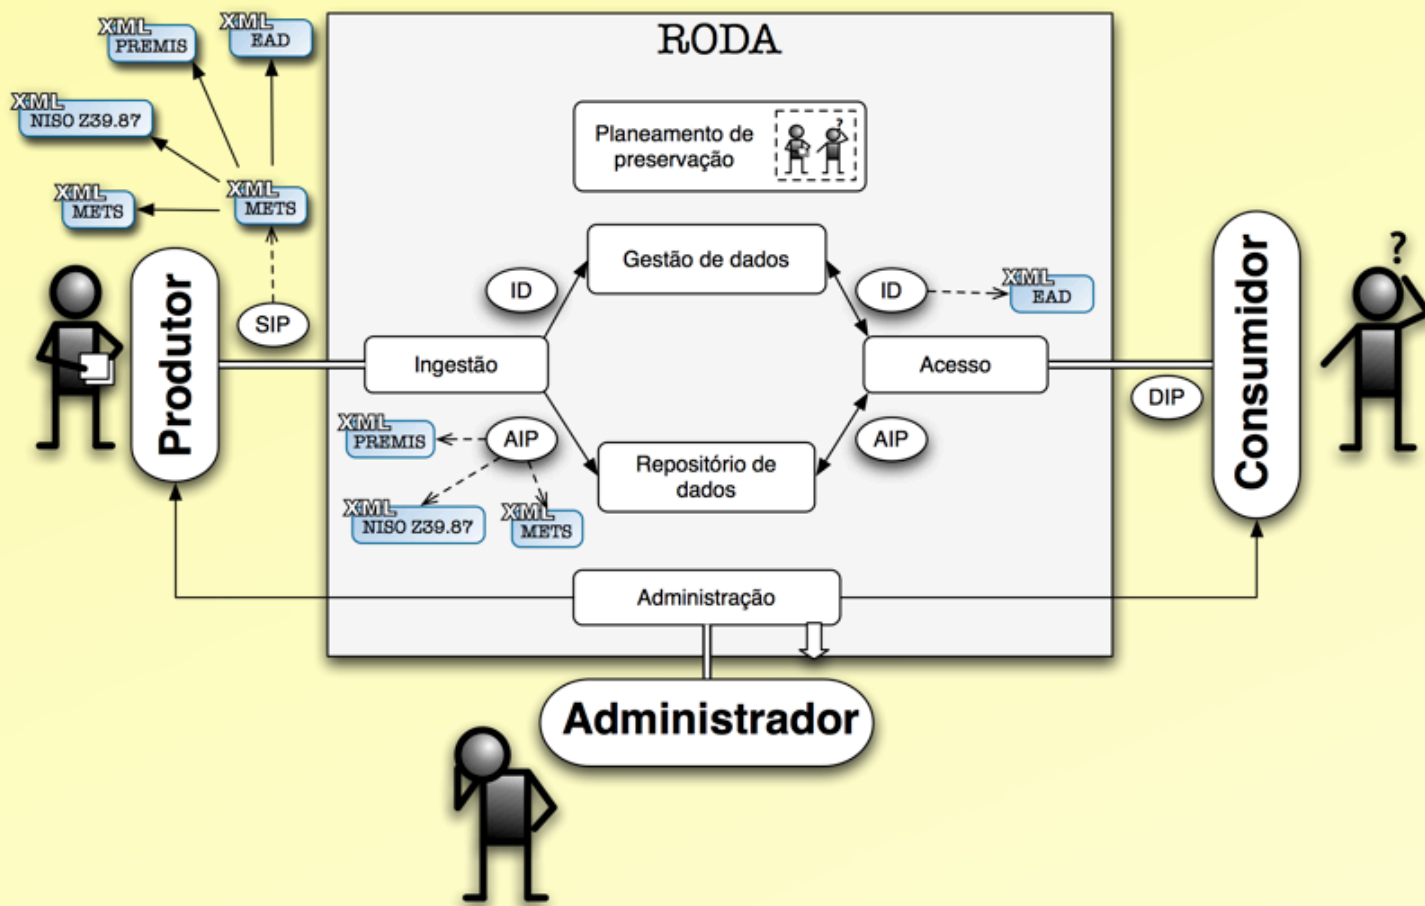 XML
PREMIS
XML
EAD
XML
NISO Z39.87
XML
METS
XML
METS
RODA
Planeamento de
preservação
?
Gestão de dados
ID
ID
XML
EAD
Produtor
SIP
Ingestão
Acesso
DIP
Consumidor
?
XML
PREMIS
AIP
AIP
Repositório de
dados
XML
NISO Z39.87
XML
METS
Administração
Administrador